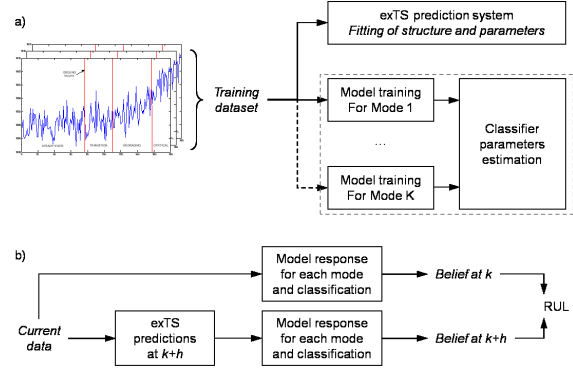 a)
exTS prediction system
Fitting of structure and parameters
Training
dataset
Model training
For Mode 1
...
Model training
For Mode K
Classifier
parameters
estimation
b)
Model response
for each mode
and classification
Belief at k
RUL
Current
data
exTS
predictions
at k+h
Model response
for each mode
and classification
Belief at k+h